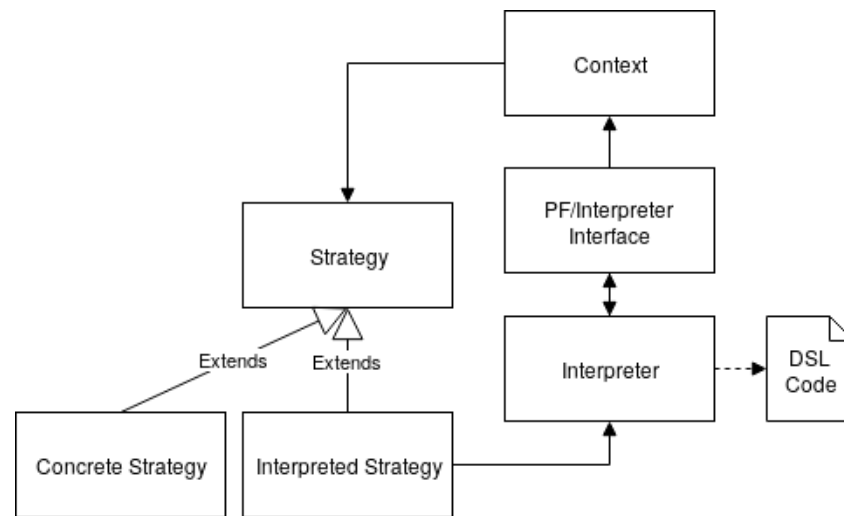 Context
PF/Interpreter
Interface
Strategy
Extends
Extends
Interpreter
DSL
Code
Concrete Strategy
Interpreted Strategy